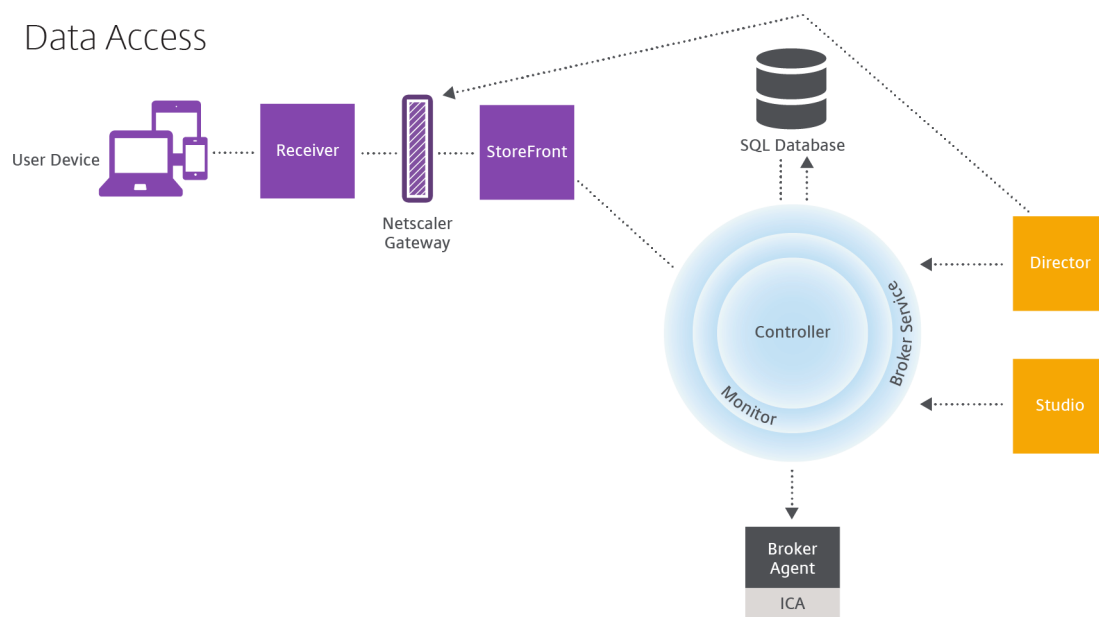 Data Access
User Device
Receiver
Netscaler
Gateway
StoreFront
SQL Database
Controller
Monitor
Broker Service
Director
Studio
Broker
Agent
ICA